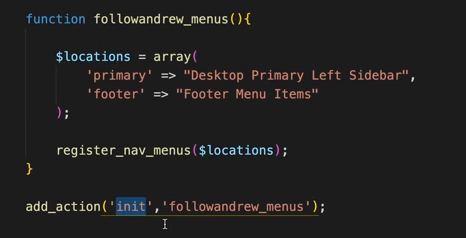 function followandrew_menus(){
$locations = array(
'primary' => "Desktop Primary Left Sidebar",
'footer' => "Footer Menu Items"
);
register_nav_menus($locations);
}
add_action('init','followandrew_menus');